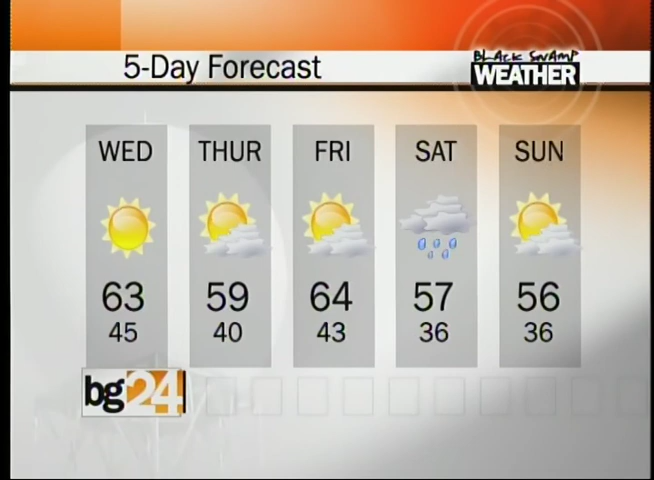 BLACK SWAMP
5-Day Forecast
WEATHER
WED THUR FRI SAT SUN
63 59 64 57 56
45 40 43 36 36
bg24